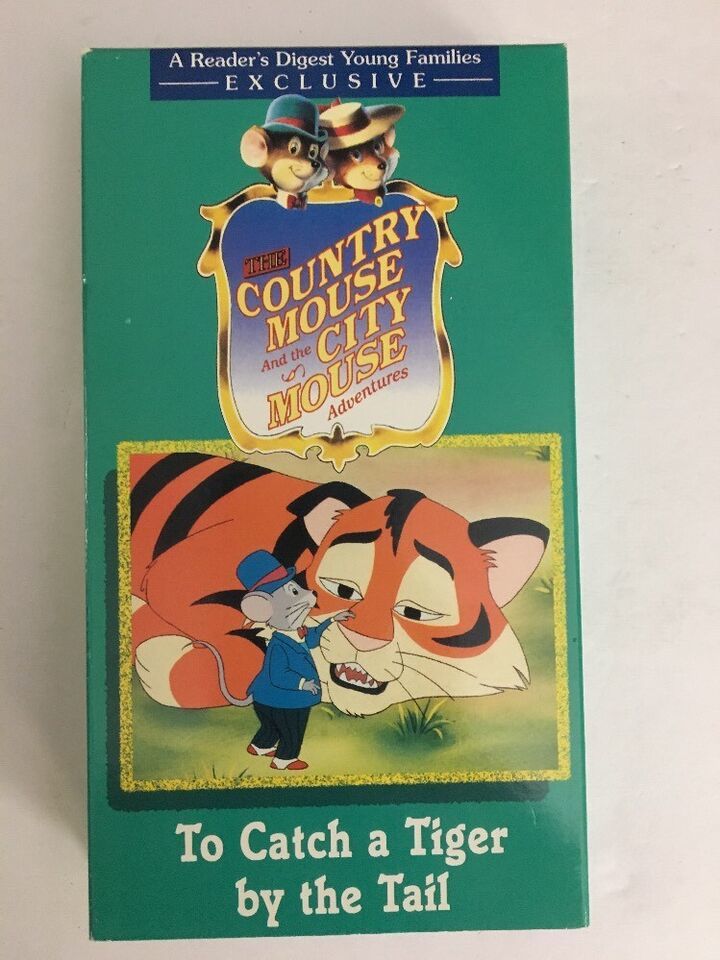 A Reader's Digest Young Families
EXCLUSIVE
THE
COUNTRY
MOUSE
And the CITY
MOUSE
Adventures
To Catch a Tiger
by the Tail